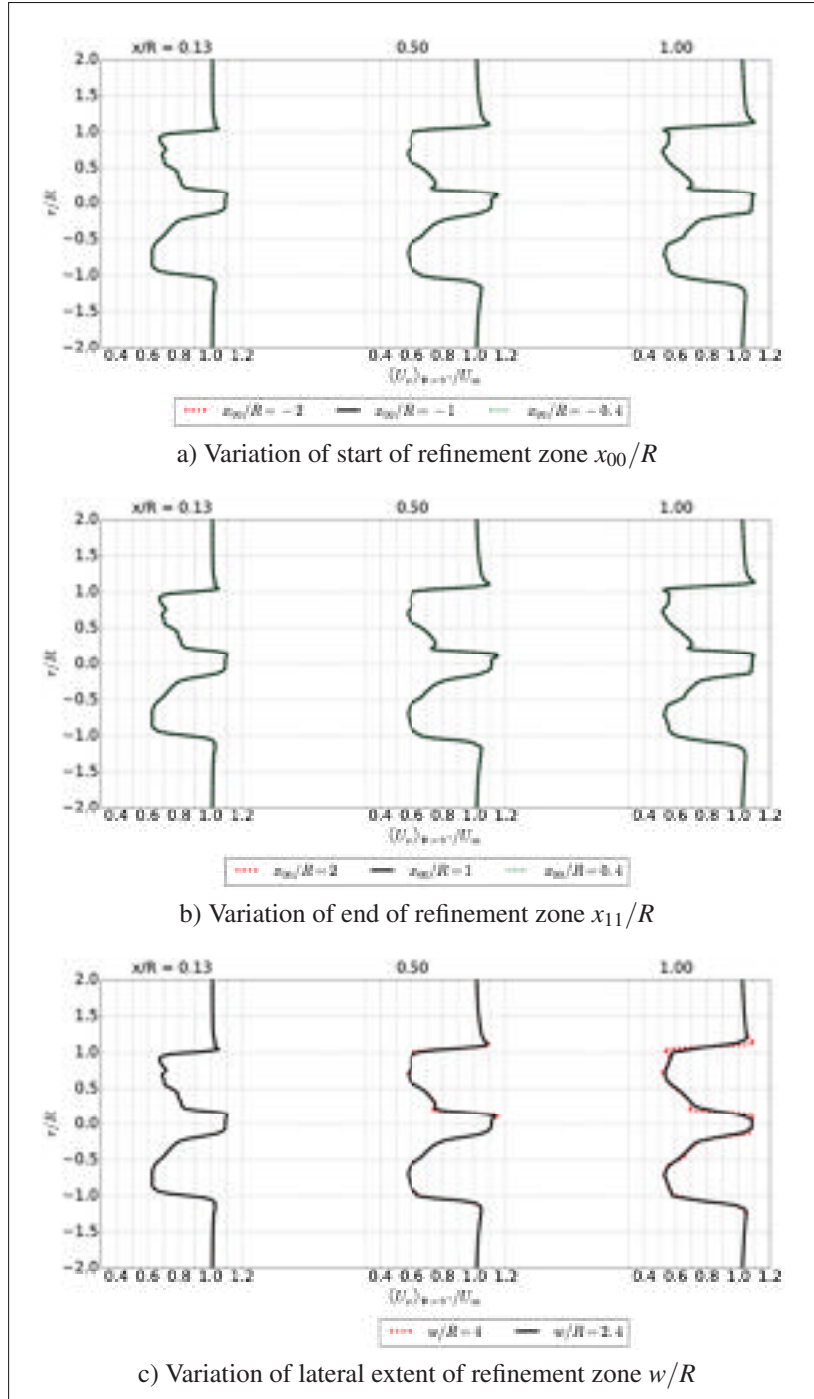 x/R = 0.13 0.50 1.00
2.0
1.5
1.0
0.5
0.0
−0.5
−1.0
−1.5
−2.0
r/R
0.4 0.6 0.8 1.0 1.2 0.4 0.6 0.8 1.0 1.2 0.4 0.6 0.8 1.0 1.2
x₀₀/R = −2 x₀₀/R = −1 x₀₀/R = −0.4
a) Variation of start of refinement zone x₀₀/R
x/R = 0.13 0.50 1.00
2.0
1.5
1.0
0.5
0.0
−0.5
−1.0
−1.5
−2.0
r/R
0.4 0.6 0.8 1.0 1.2 0.4 0.6 0.8 1.0 1.2 0.4 0.6 0.8 1.0 1.2
x₀₀/R = 2 x₀₀/R = 1 x₀₀/R = 0.4
b) Variation of end of refinement zone x₁₁/R
x/R = 0.13 0.50 1.00
2.0
1.5
1.0
0.5
0.0
−0.5
−1.0
−1.5
−2.0
r/R
0.4 0.6 0.8 1.0 1.2 0.4 0.6 0.8 1.0 1.2 0.4 0.6 0.8 1.0 1.2
w/R = 4 w/R = 2.4
c) Variation of lateral extent of refinement zone w/R